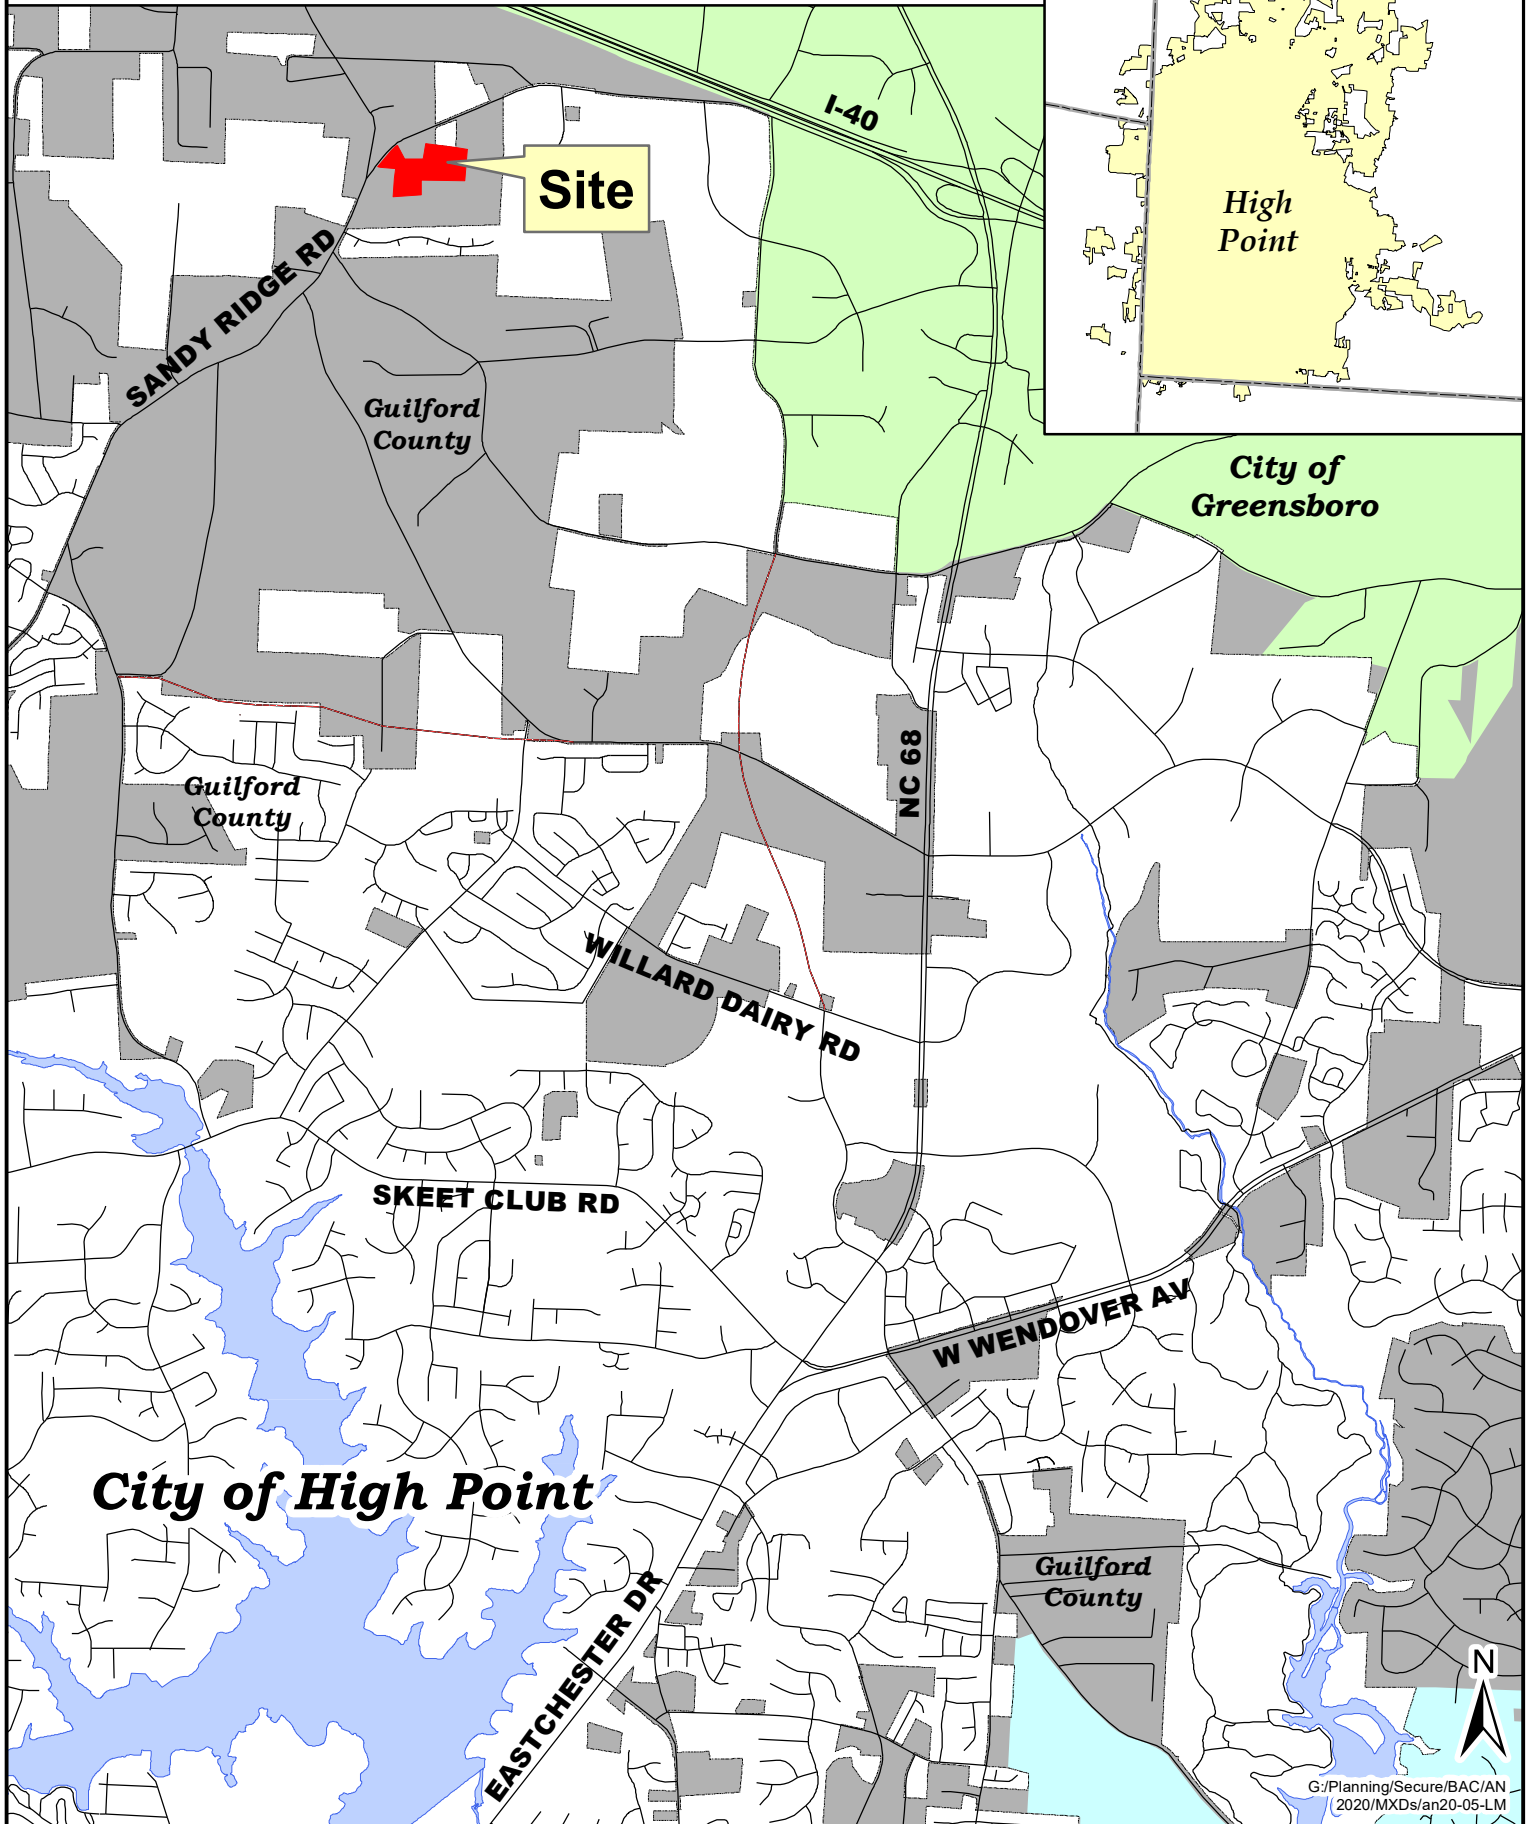 I-40
Site
High
Point
SANDY RIDGE RD
Guilford
County
City of
Greensboro
NC 68
Guilford
County
WILLARD DAIRY RD
SKEET CLUB RD
W WENDOVER AV
City of High Point
EASTCHESTER DR
Guilford
County
N
G:/Planning/Secure/BAC/AN
2020/MXDs/an20-05-LM